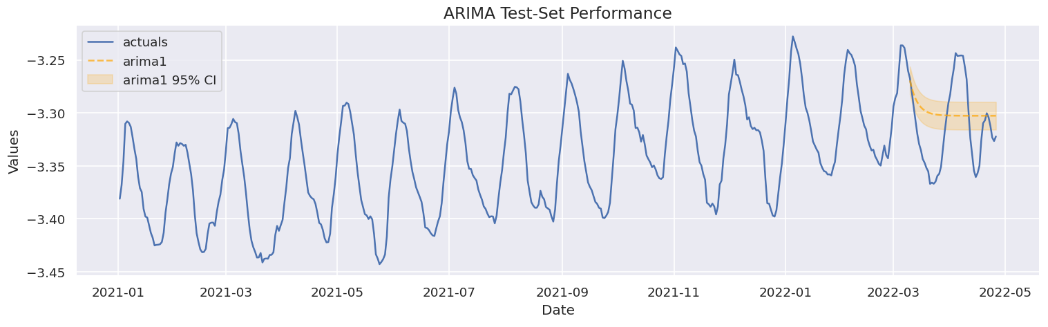 ARIMA Test-Set Performance
actuals
arima1
arima1 95% CI
Values
−3.25
−3.30
−3.35
−3.40
−3.45
2021-01 2021-03 2021-05 2021-07 2021-09 2021-11 2022-01 2022-03 2022-05
Date